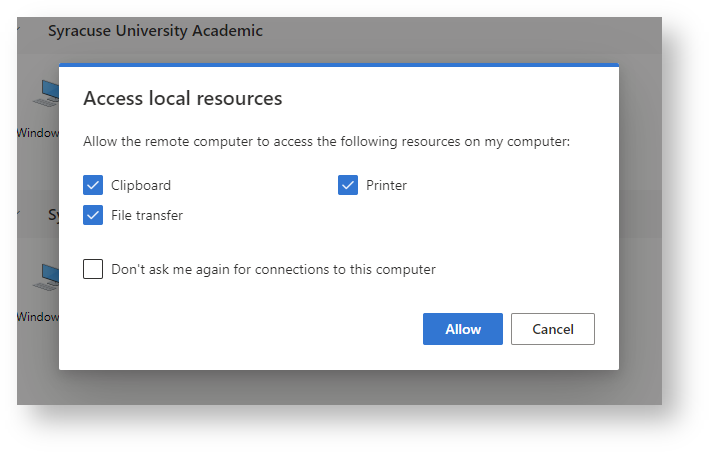 Syracuse University Academic
Window
Access local resources
Allow the remote computer to access the following resources on my computer:
Clipboard
Printer
File transfer
Sy
Don't ask me again for connections to this computer
Window
Allow
Cancel